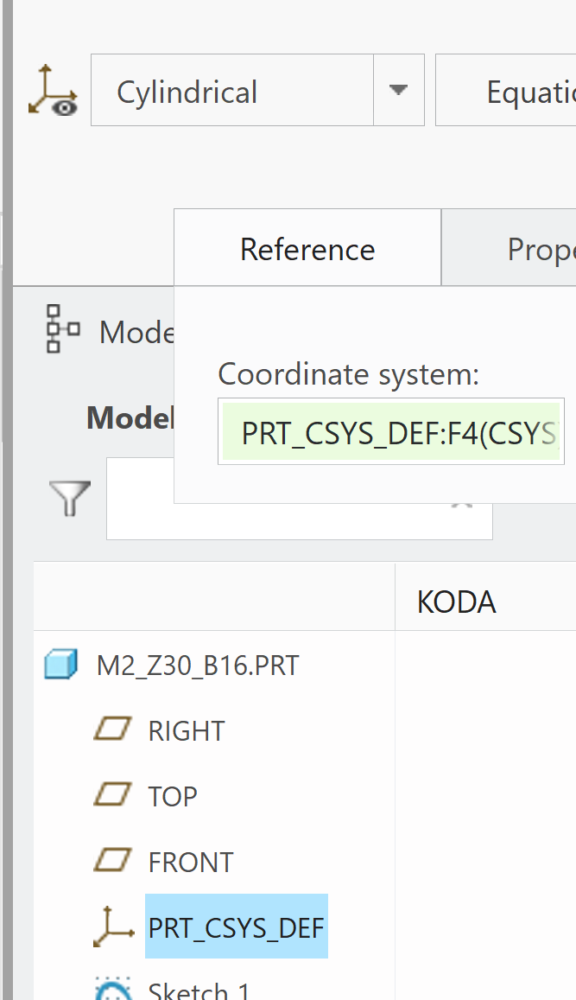 Cylindrical
Equatio
Reference
Prope
Mode
Coordinate system:
Model
PRT_CSYS_DEF:F4(CSYS)
KODA
M2_Z30_B16.PRT
RIGHT
TOP
FRONT
PRT_CSYS_DEF
Sketch 1